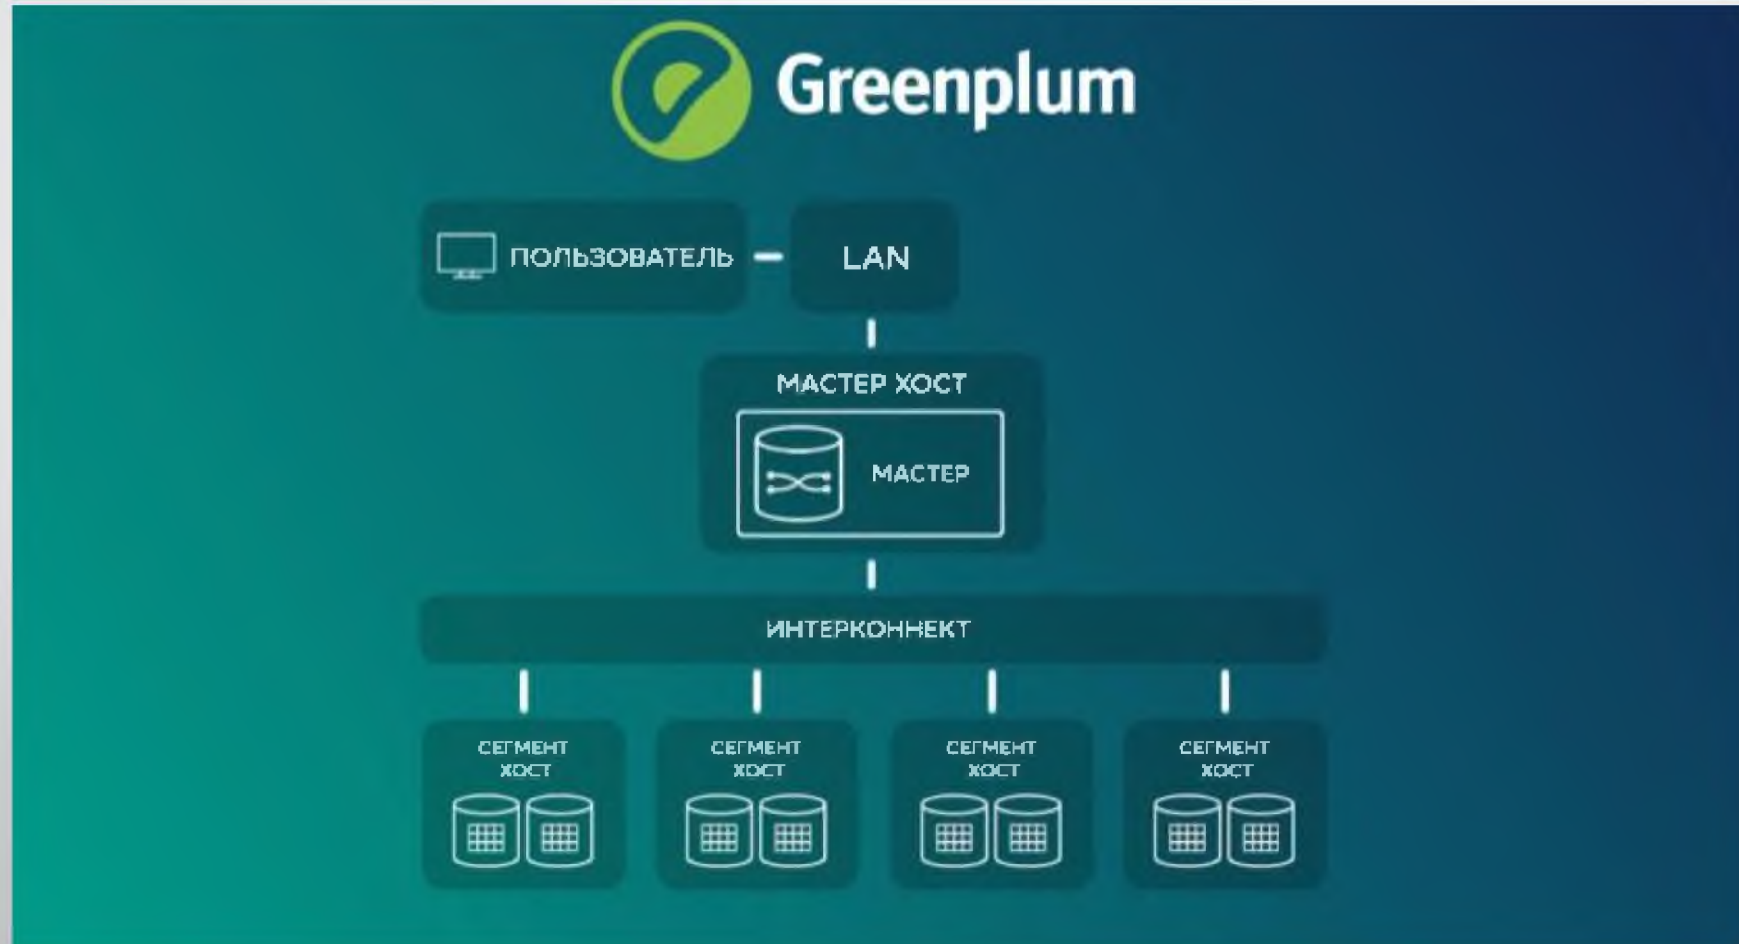 Greenplum
ПОЛЬЗОВАТЕЛЬ
LAN
МАСТЕР ХОСТ
МАСТЕР
ИНТЕРКОННЕКТ
СЕГМЕНТ
ХОСТ
СЕГМЕНТ
ХОСТ
СЕГМЕНТ
ХОСТ
СЕГМЕНТ
ХОСТ